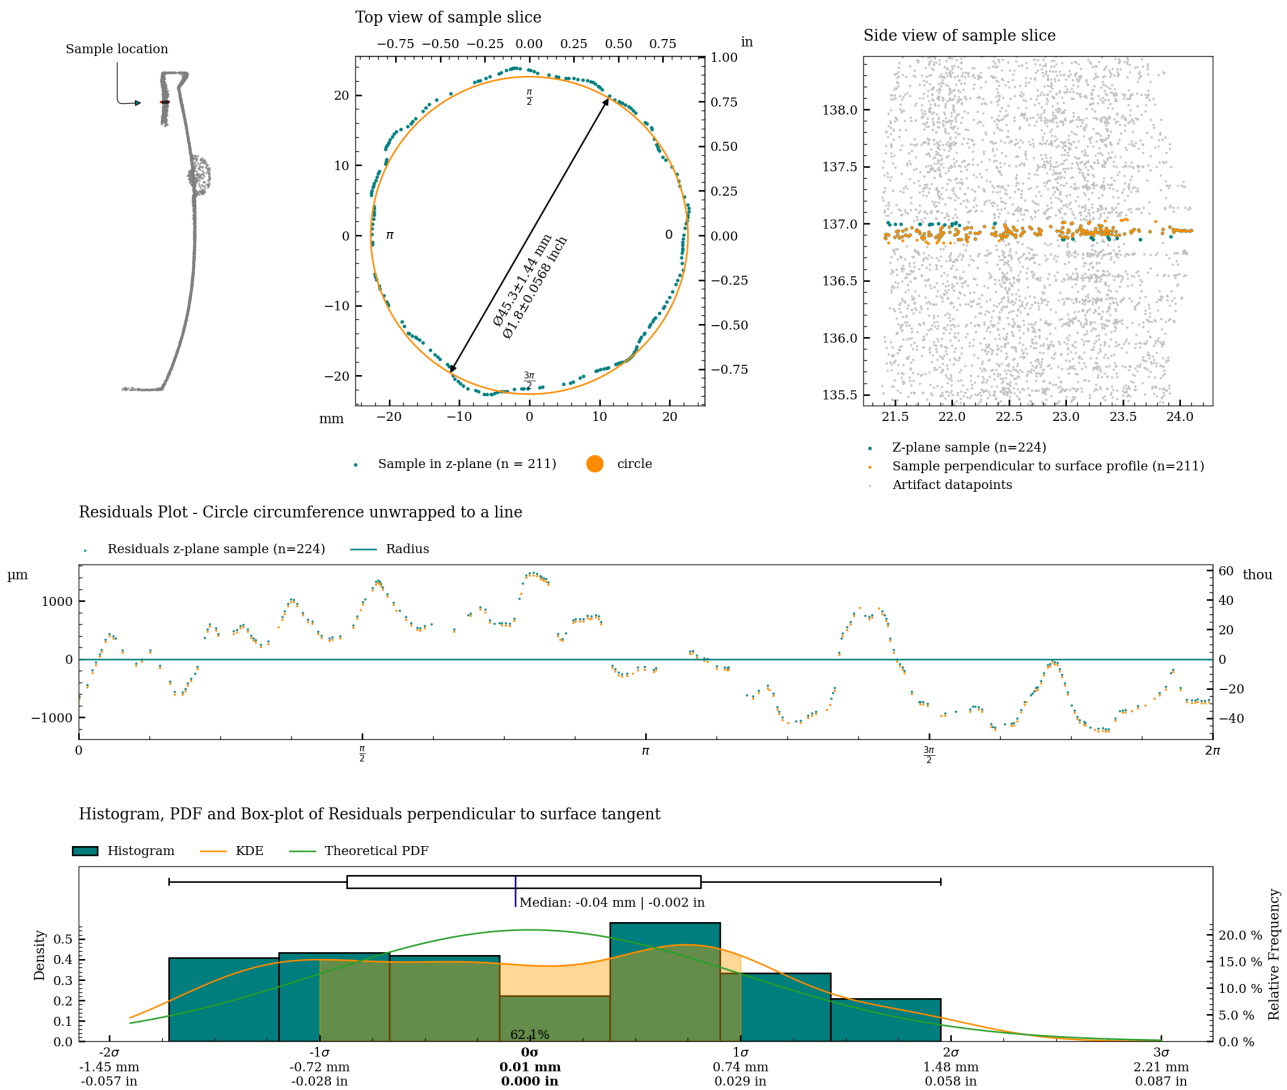 Top view of sample slice
Side view of sample slice
Sample location
−0.75 −0.50 −0.25 0.00 0.25 0.50 0.75
in
1.00
0.75
0.50
0.25
0.00
−0.25
−0.50
−0.75
20
10
0
−10
−20
mm
−20 −10 0 10 20
π/2
π
0
3π/2
Ø45.3±1.44 mm
Ø1.8±0.0568 inch
Sample in z-plane (n = 211)
circle
138.0
137.5
137.0
136.5
136.0
135.5
21.5 22.0 22.5 23.0 23.5 24.0
Z-plane sample (n=224)
Sample perpendicular to surface profile (n=211)
Artifact datapoints
Residuals Plot - Circle circumference unwrapped to a line
Residuals z-plane sample (n=224)
Radius
µm
thou
1000
0
−1000
60
40
20
0
−20
−40
0 π/2 π 3π/2 2π
Histogram, PDF and Box-plot of Residuals perpendicular to surface tangent
Histogram
KDE
Theoretical PDF
Median: -0.04 mm | -0.002 in
Density
0.5
0.4
0.3
0.2
0.1
0.0
Relative Frequency
20.0 %
15.0 %
10.0 %
5.0 %
0.0 %
62.1%
-2σ -1σ 0σ 1σ 2σ 3σ
-1.45 mm -0.72 mm 0.01 mm 0.74 mm 1.48 mm 2.21 mm
-0.057 in -0.028 in 0.000 in 0.029 in 0.058 in 0.087 in